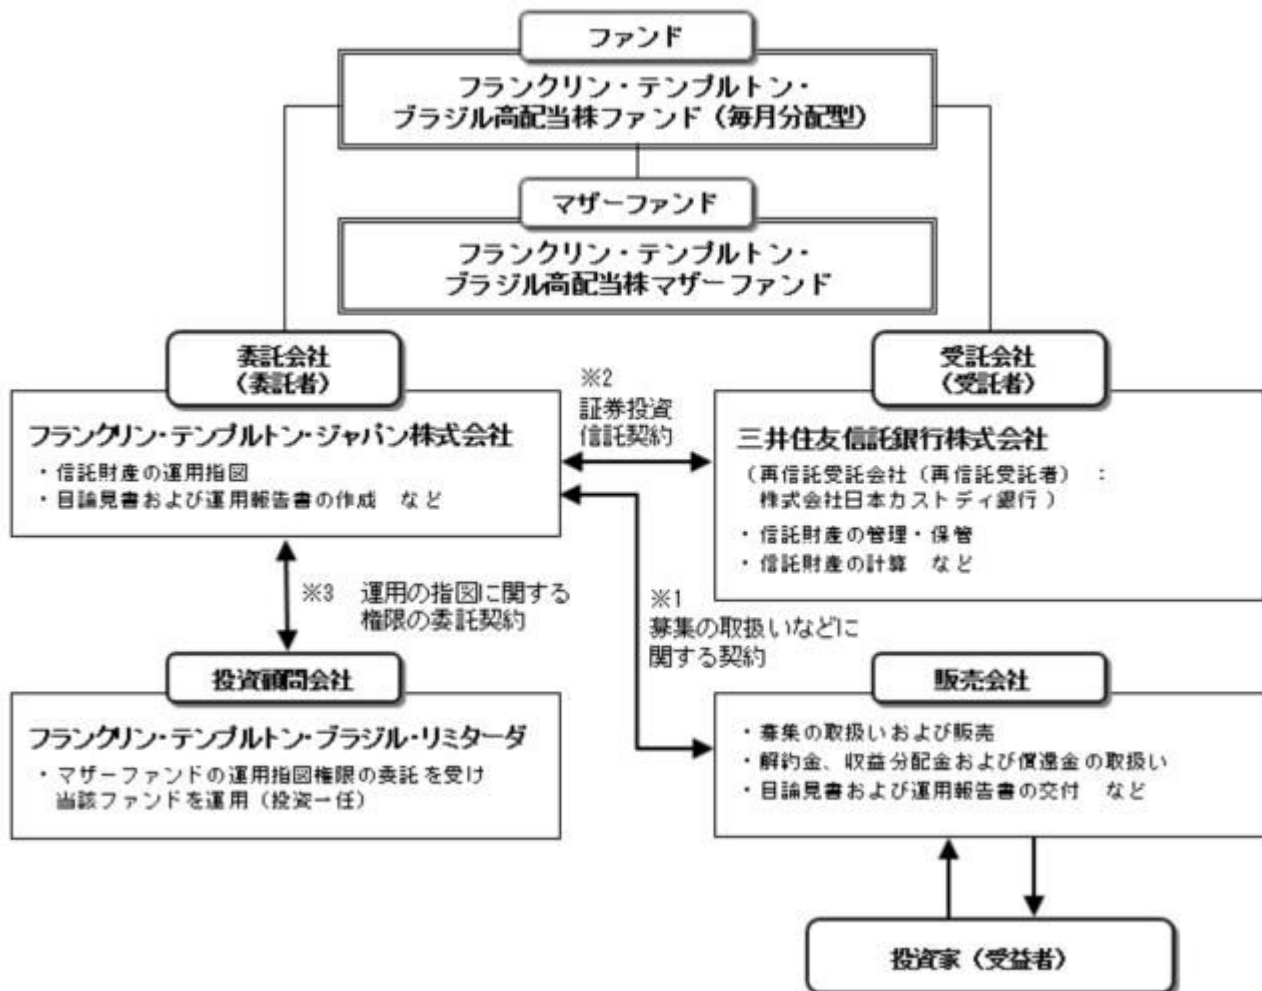 ファンド
フランクリン・テンプルトン・
ブラジル高配当株ファンド（毎月分配型）
マザーファンド
フランクリン・テンプルトン・
ブラジル高配当株マザーファンド
委託会社
（委託者）
フランクリン・テンプルトン・ジャパン株式会社
・信託財産の運用指図
・目論見書および運用報告書の作成　など
※2
証券投資
信託契約
受託会社
（受託者）
三井住友信託銀行株式会社
（再信託受託会社（再信託受託者）：
株式会社日本カストディ銀行）
・信託財産の管理・保管
・信託財産の計算　など
※3　運用の指図に関する
権限の委託契約
※1
募集の取扱いなどに
関する契約
投資顧問会社
フランクリン・テンプルトン・ブラジル・リミターダ
・マザーファンドの運用指図権限の委託を受け
当該ファンドを運用（投資一任）
販売会社
・募集の取扱いおよび販売
・解約金、収益分配金および償還金の取扱い
・目論見書および運用報告書の交付　など
投資家（受益者）